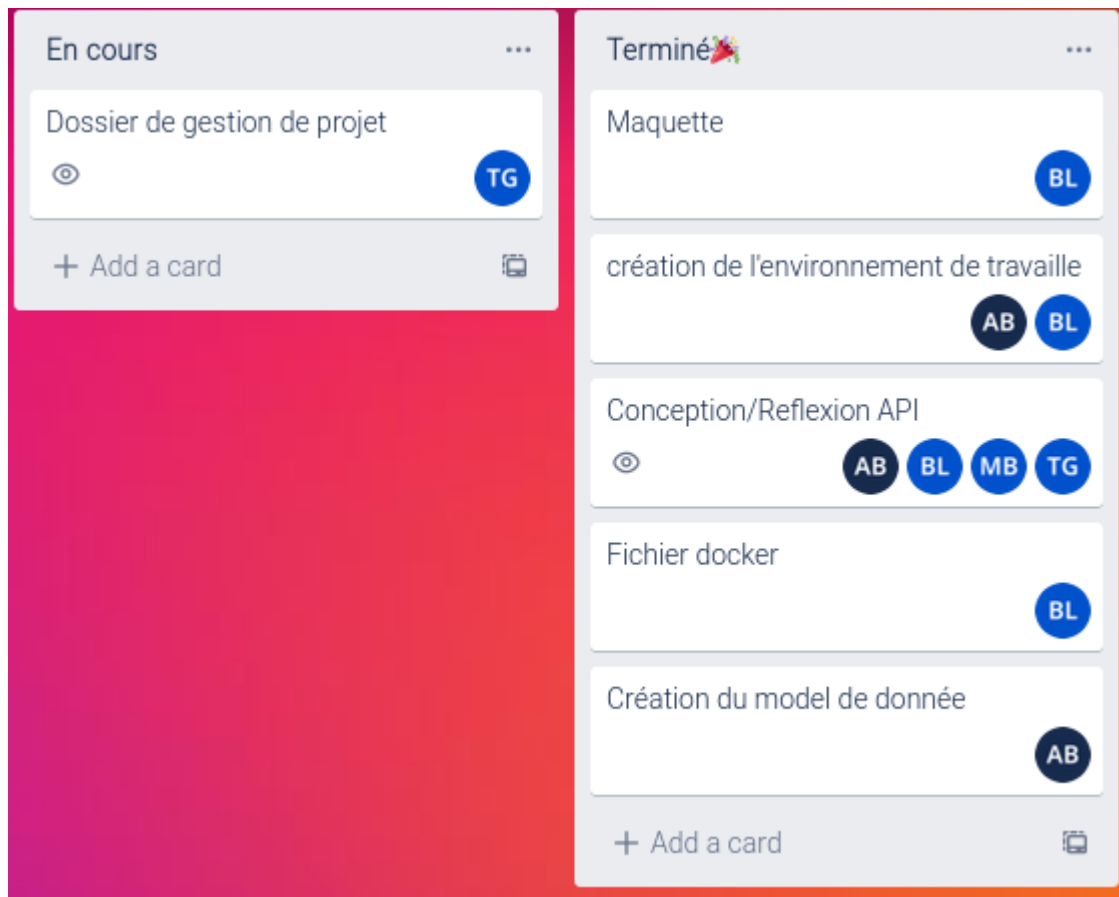 En cours
Dossier de gestion de projet
TG
+ Add a card
Terminé🎉
Maquette
BL
création de l'environnement de travaille
AB BL
Conception/Reflexion API
AB BL MB TG
Fichier docker
BL
Création du model de donnée
AB
+ Add a card